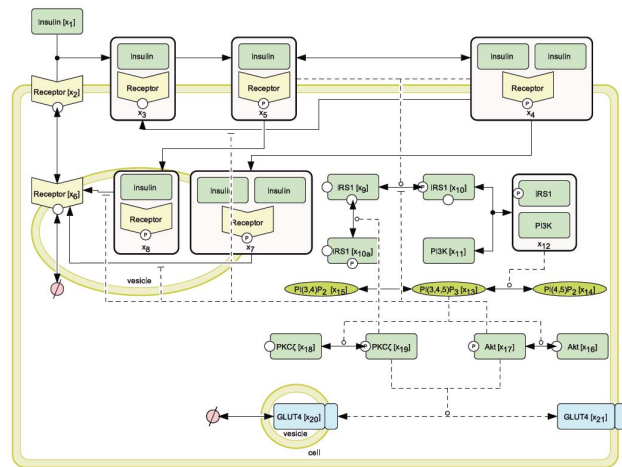 Insulin [x1]
Insulin
Insulin
Insulin
Insulin
Receptor [x2]
Receptor
Receptor
Receptor
P
P
x3
x5
x4
Receptor [x6]
Insulin
Insulin
Insulin
Receptor
Receptor
P
P
x8
x7
vesicle
IRS1 [x9]
P
IRS1 [x10]
P
IRS1
PI3K
x12
IRS1 [x10a]
P
PI3K [x11]
PI(3,4)P2 [x15]
PI(3,4,5)P3 [x13]
PI(4,5)P2 [x14]
PKCζ [x18]
P
PKCζ [x19]
P
Akt [x17]
Akt [x16]
GLUT4 [x20]
GLUT4 [x21]
vesicle
cell